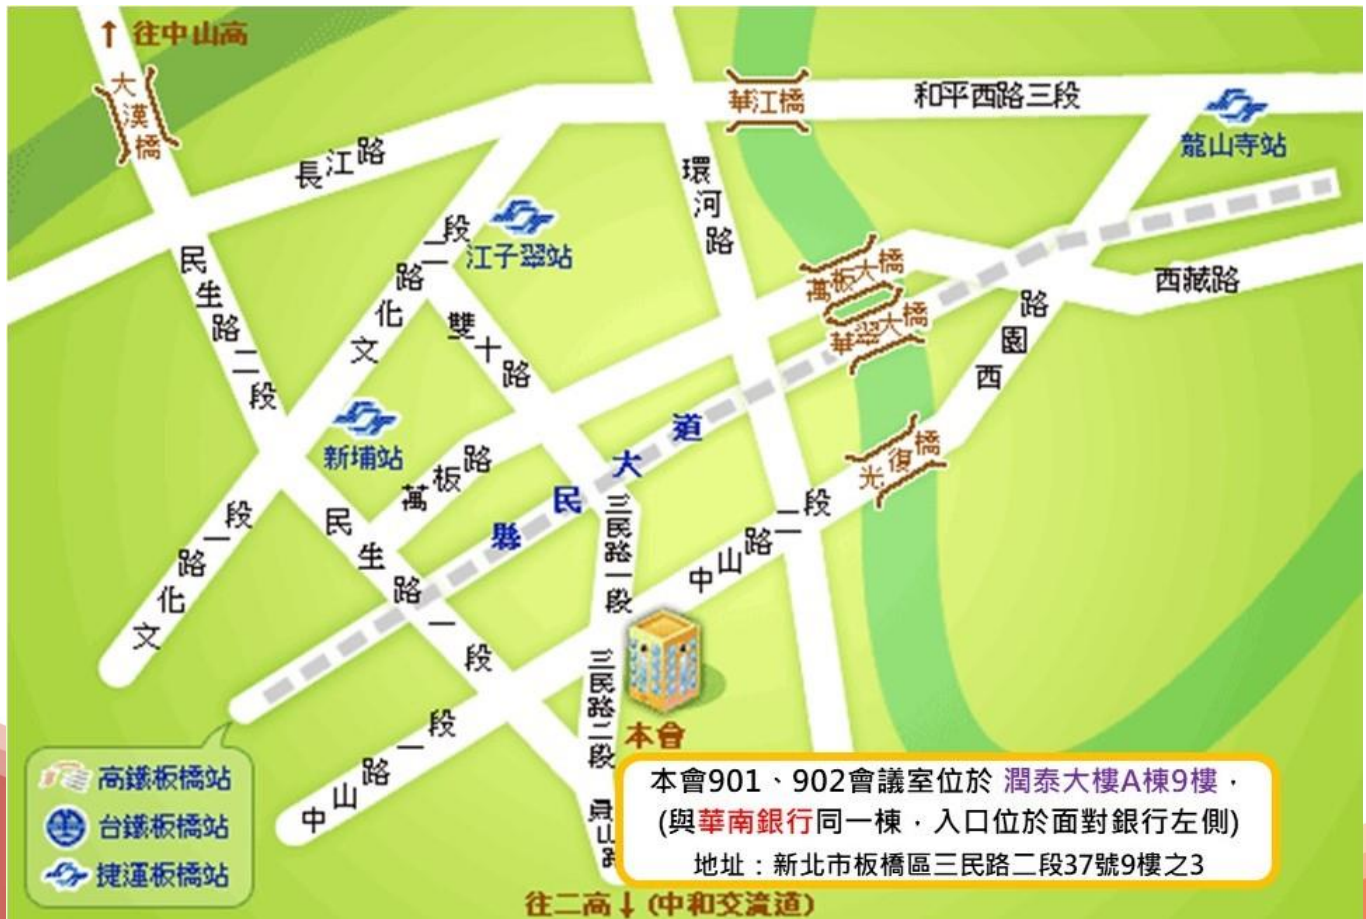 ↑ 往中山高
大漢橋
華江橋
和平西路三段
龍山寺站
長江路
環河路
江子翠站
文化路二段
民生路二段
雙十路
萬板大橋
華翠大橋
西藏路
西園路
新埔站
萬板路
縣民大道
光復橋
文化路一段
民生路一段
三民路一段
中山路二段
三民路二段
中山路一段
本會
高鐵板橋站
台鐵板橋站
捷運板橋站
本會901、902會議室位於 潤泰大樓A棟9樓，
(與華南銀行同一棟，入口位於面對銀行左側)
地址：新北市板橋區三民路二段37號9樓之3
往二高↓(中和交流道)